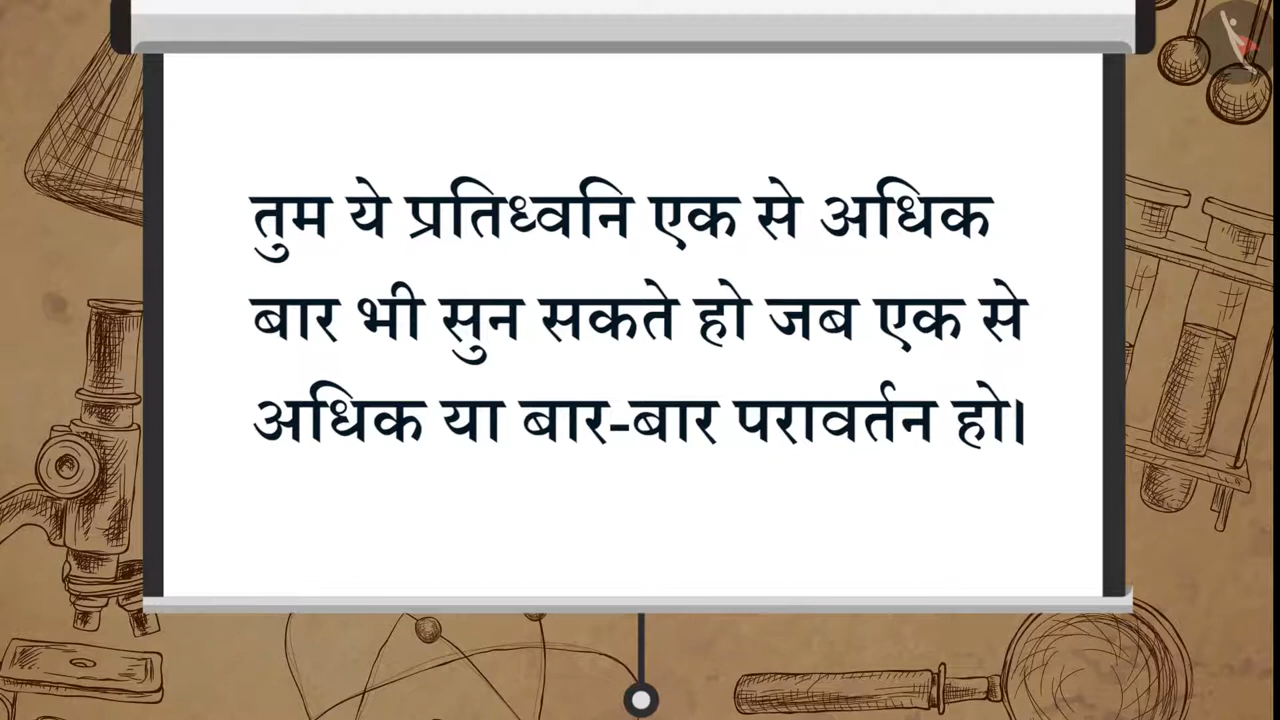 तुम ये प्रतिध्वनि एक से अधिक
बार भी सुन सकते हो जब एक से
अधिक या बार-बार परावर्तन हो।